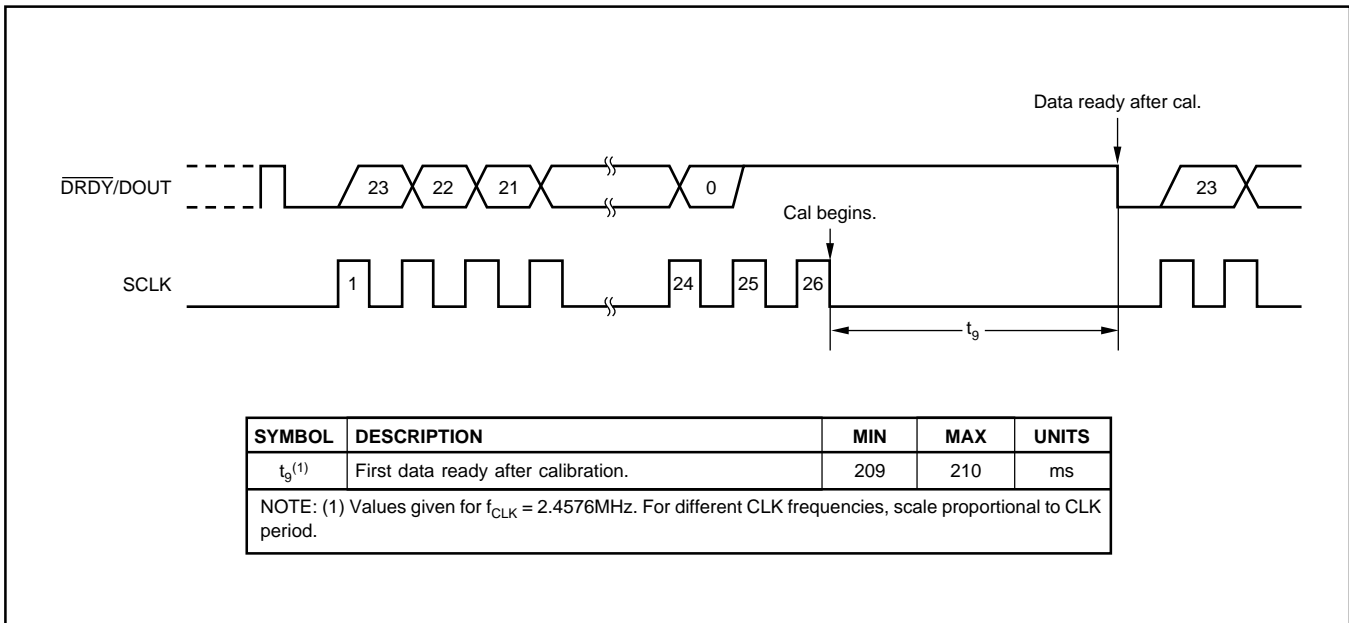 Data ready after cal.
DRDY/DOUT
23
22
21
0
23
Cal begins.
SCLK
1
24
25
26
t9
SYMBOL DESCRIPTION MIN MAX UNITS
t9(1) First data ready after calibration. 209 210 ms
NOTE: (1) Values given for fCLK = 2.4576MHz. For different CLK frequencies, scale proportional to CLK
period.